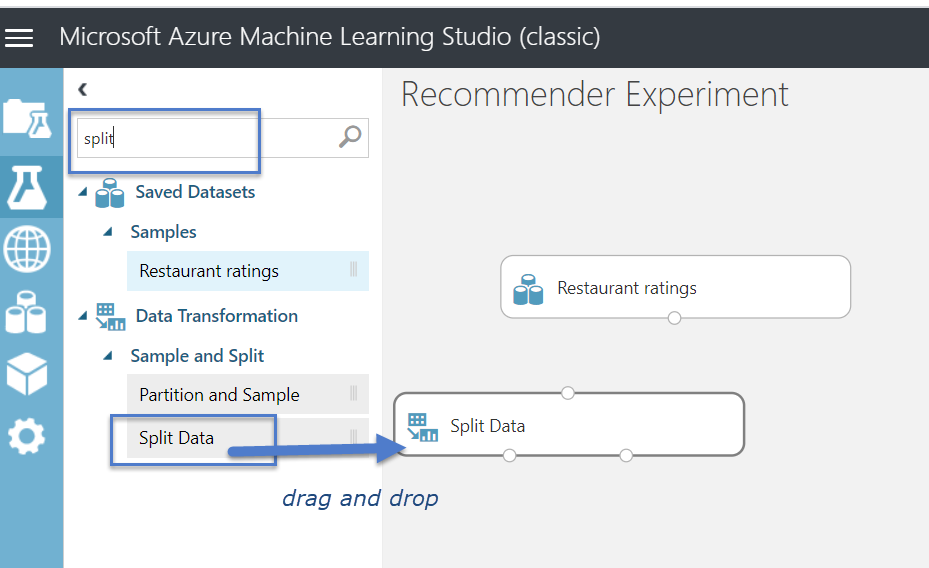 Microsoft Azure Machine Learning Studio (classic)
split
Saved Datasets
Samples
Restaurant ratings
Data Transformation
Sample and Split
Partition and Sample
Split Data
drag and drop
Recommender Experiment
Restaurant ratings
Split Data